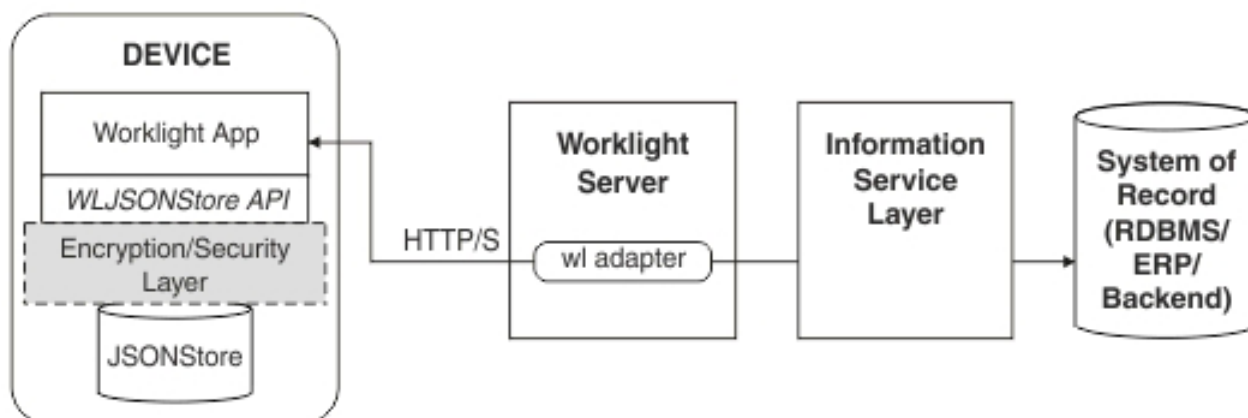 DEVICE
Worklight App
WLJSONStore API
Encryption/Security
Layer
JSONStore
HTTP/S
Worklight
Server
wl adapter
Information
Service
Layer
System of
Record
(RDBMS/
ERP/
Backend)